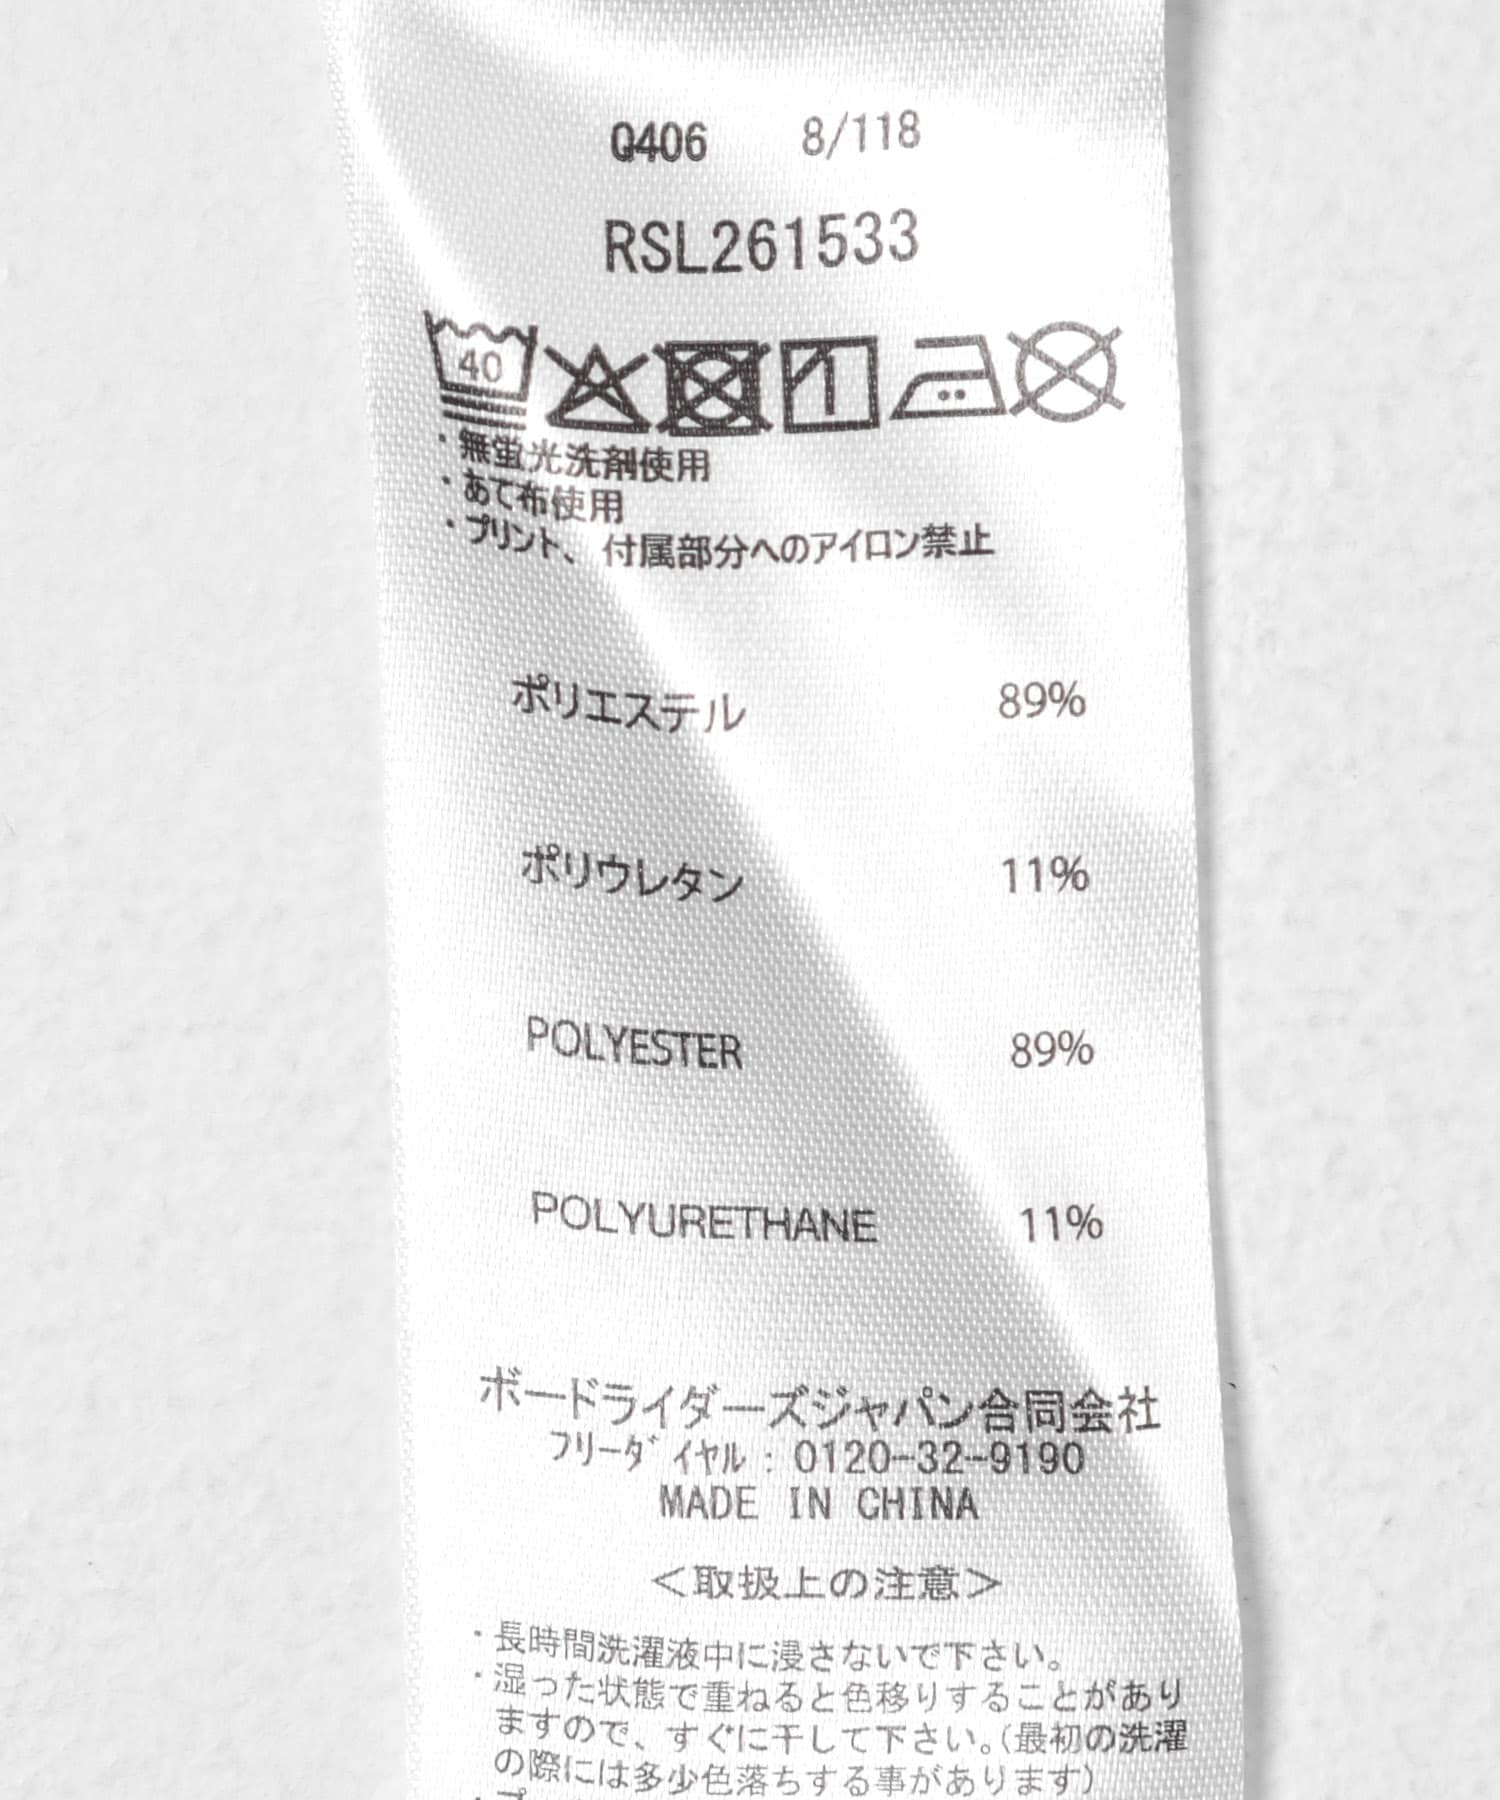 Q406 8/118
RSL261533
40
・無蛍光洗剤使用
・あて布使用
・プリント、付属部分へのアイロン禁止
ポリエステル 89%
ポリウレタン 11%
POLYESTER 89%
POLYURETHANE 11%
ボードライダーズジャパン合同会社
フリーダイヤル：0120-32-9190
MADE IN CHINA
＜取扱上の注意＞
・長時間洗濯液中に浸さないで下さい。
・湿った状態で重ねると色移りすることがあり
ますので、すぐに干して下さい。(最初の洗濯
の際には多少色落ちする事があります)